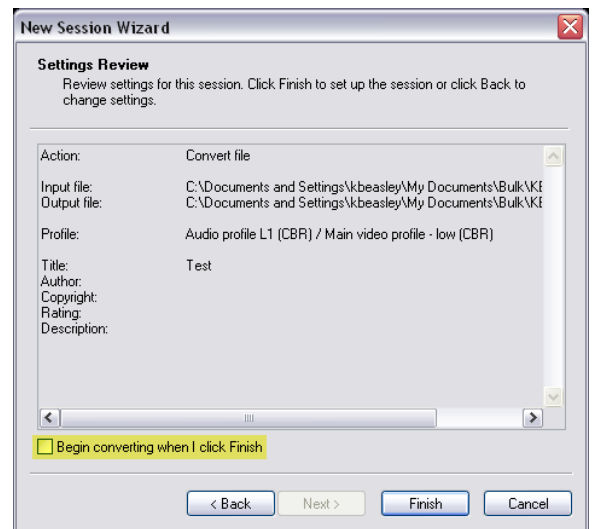 New Session Wizard
Settings Review
Review settings for this session. Click Finish to set up the session or click Back to
change settings.
Action: Convert file
Input file: C:\Documents and Settings\kbeasley\My Documents\Bulk\KE
Output file: C:\Documents and Settings\kbeasley\My Documents\Bulk\KE
Profile: Audio profile L1 (CBR) / Main video profile - low (CBR)
Title: Test
Author:
Copyright:
Rating:
Description:
Begin converting when I click Finish
< Back Next > Finish Cancel